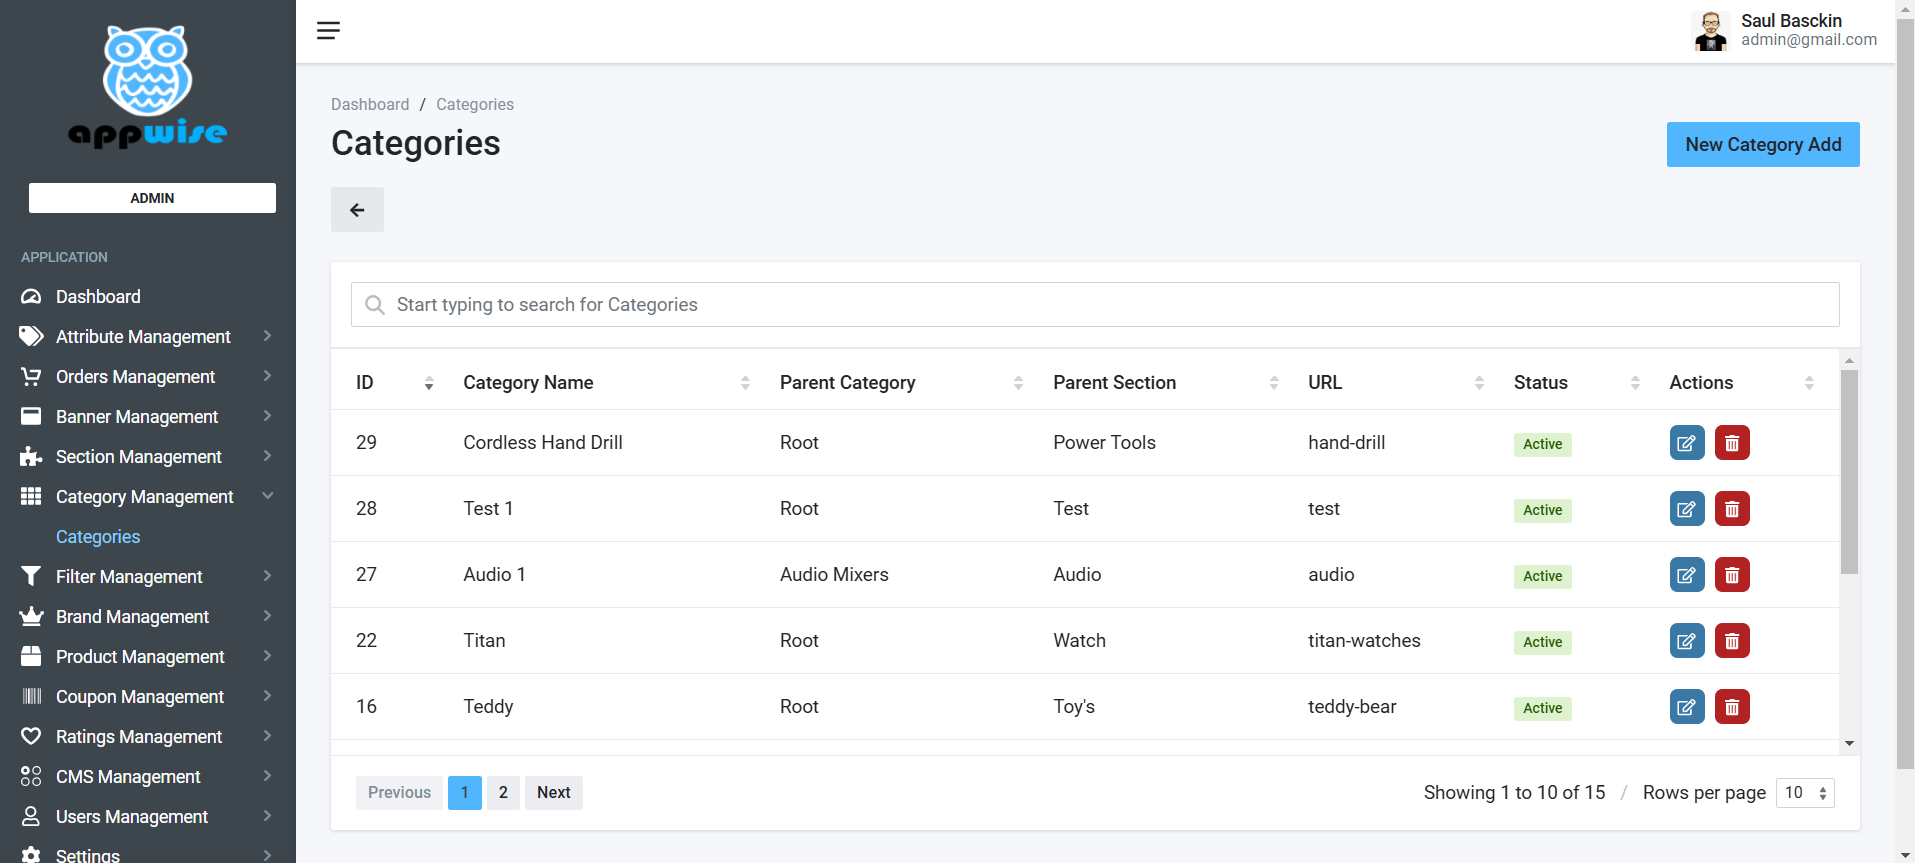 appwise
ADMIN
APPLICATION
Dashboard
Attribute Management
Orders Management
Banner Management
Section Management
Category Management
Categories
Filter Management
Brand Management
Product Management
Coupon Management
Ratings Management
CMS Management
Users Management
Settings
Saul Basckin
admin@gmail.com
Dashboard / Categories
Categories
New Category Add
Start typing to search for Categories
ID Category Name Parent Category Parent Section URL Status Actions
29 Cordless Hand Drill Root Power Tools hand-drill Active
28 Test 1 Root Test test Active
27 Audio 1 Audio Mixers Audio audio Active
22 Titan Root Watch titan-watches Active
16 Teddy Root Toy's teddy-bear Active
Previous 1 2 Next Showing 1 to 10 of 15 / Rows per page 10